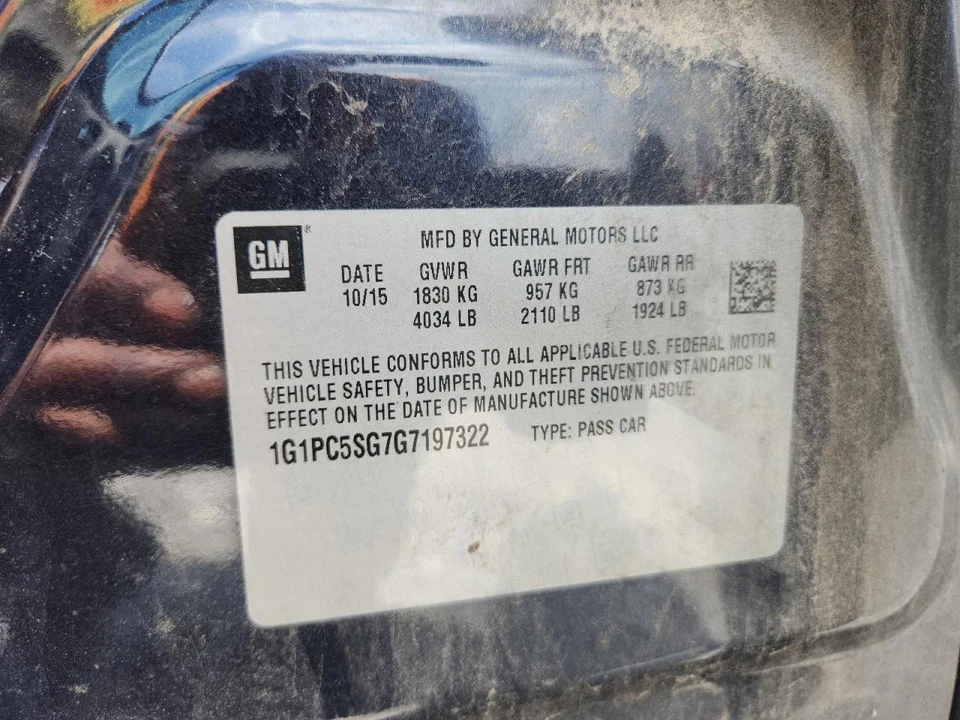 GM
MFD BY GENERAL MOTORS LLC
DATE GVWR GAWR FRT GAWR RR
10/15 1830 KG 957 KG 873 KG
4034 LB 2110 LB 1924 LB
THIS VEHICLE CONFORMS TO ALL APPLICABLE U.S. FEDERAL MOTOR
VEHICLE SAFETY, BUMPER, AND THEFT PREVENTION STANDARDS IN
EFFECT ON THE DATE OF MANUFACTURE SHOWN ABOVE.
1G1PC5SG7G7197322 TYPE: PASS CAR